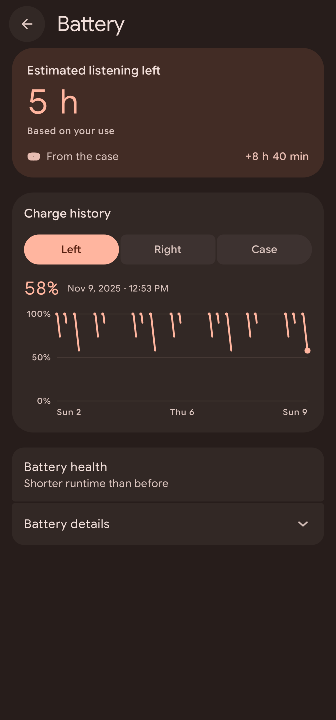 Battery
Estimated listening left
5 h
Based on your use
From the case +8 h 40 min
Charge history
Left Right Case
58% Nov 9, 2025 - 12:53 PM
100%
50%
0%
Sun 2 Thu 6 Sun 9
Battery health
Shorter runtime than before
Battery details